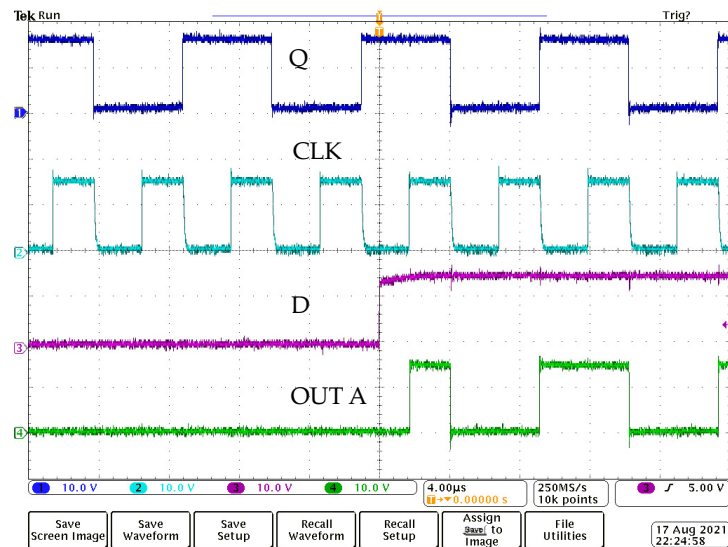 Tek Run Trig?
T
T
Q
1
CLK
2
D
3
OUT A
4
1 10.0 V 2 10.0 V 3 10.0 V 4 10.0 V 4.00μs 250MS/s 3 5.00 V
T→▼0.00000 s 10k points
Save Screen Image
Save Waveform
Save Setup
Recall Waveform
Recall Setup
Assign Save to Image
File Utilities
17 Aug 2021
22:24:58